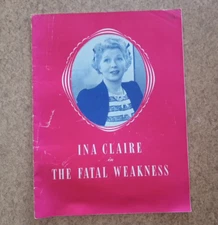 INA CLAIRE
in
THE FATAL WEAKNESS